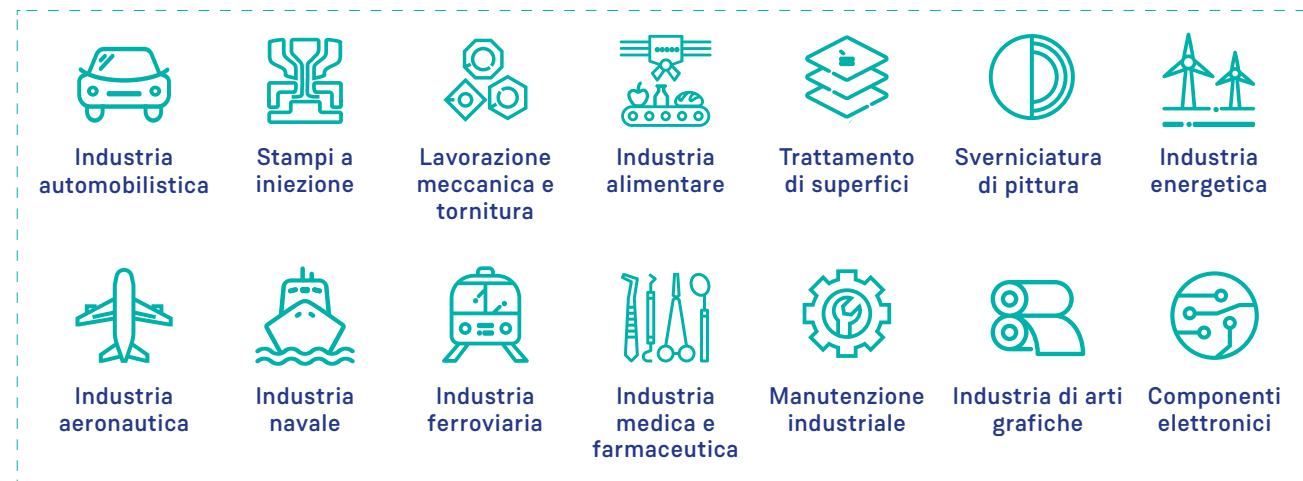 Industria
automobilistica
Stampi a
iniezione
Lavorazione
meccanica e
tornitura
Industria
alimentare
Trattamento
di superfici
Sverniciatura
di pittura
Industria
energetica
Industria
aeronautica
Industria
navale
Industria
ferroviaria
Industria
medica e
farmaceutica
Manutenzione
industriale
Industria di arti
grafiche
Componenti
elettronici